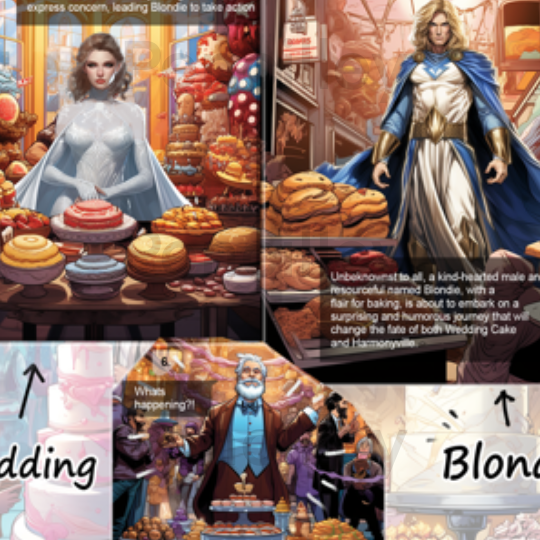 express concern, leading Blondie to take action
Unbeknownst to all, a kind-hearted male an
resourceful named Blondie, with a
flair for baking, is about to embark on a
surprising and humorous journey that will
change the fate of both Wedding Cake
and Harmonyville.
6.
Whats
happening?!
dding
Blon